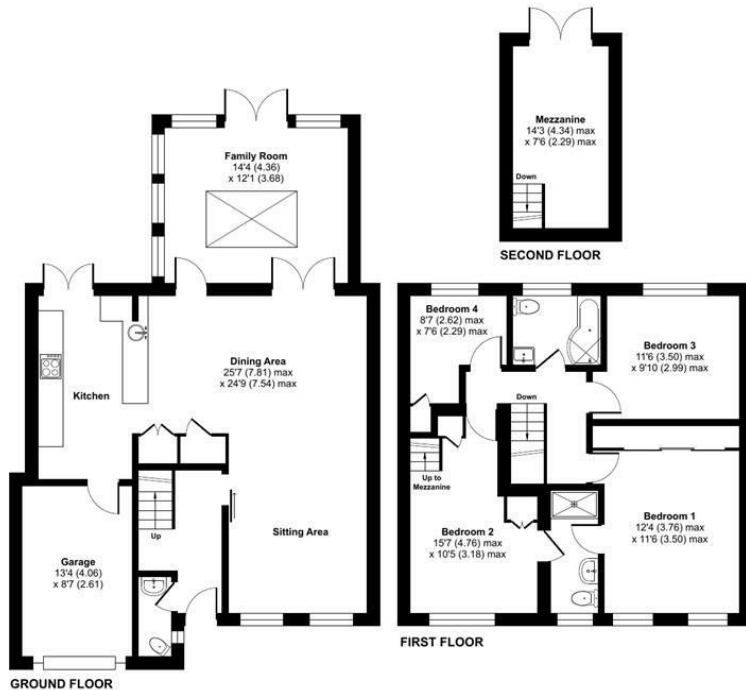 Mezzanine
14'3 (4.34) max
x 7'6 (2.29) max
Down
SECOND FLOOR
Family Room
14'4 (4.36)
x 12'1 (3.68)
Dining Area
25'7 (7.81) max
x 24'9 (7.54) max
Kitchen
Up
Sitting Area
Garage
13'4 (4.06)
x 8'7 (2.61)
GROUND FLOOR
Bedroom 4
8'7 (2.62) max
x 7'6 (2.29) max
Bedroom 3
11'6 (3.50) max
x 9'10 (2.99) max
Down
Up to
Mezzanine
Bedroom 2
15'7 (4.76) max
x 10'5 (3.18) max
Bedroom 1
12'4 (3.76) max
x 11'6 (3.50) max
FIRST FLOOR